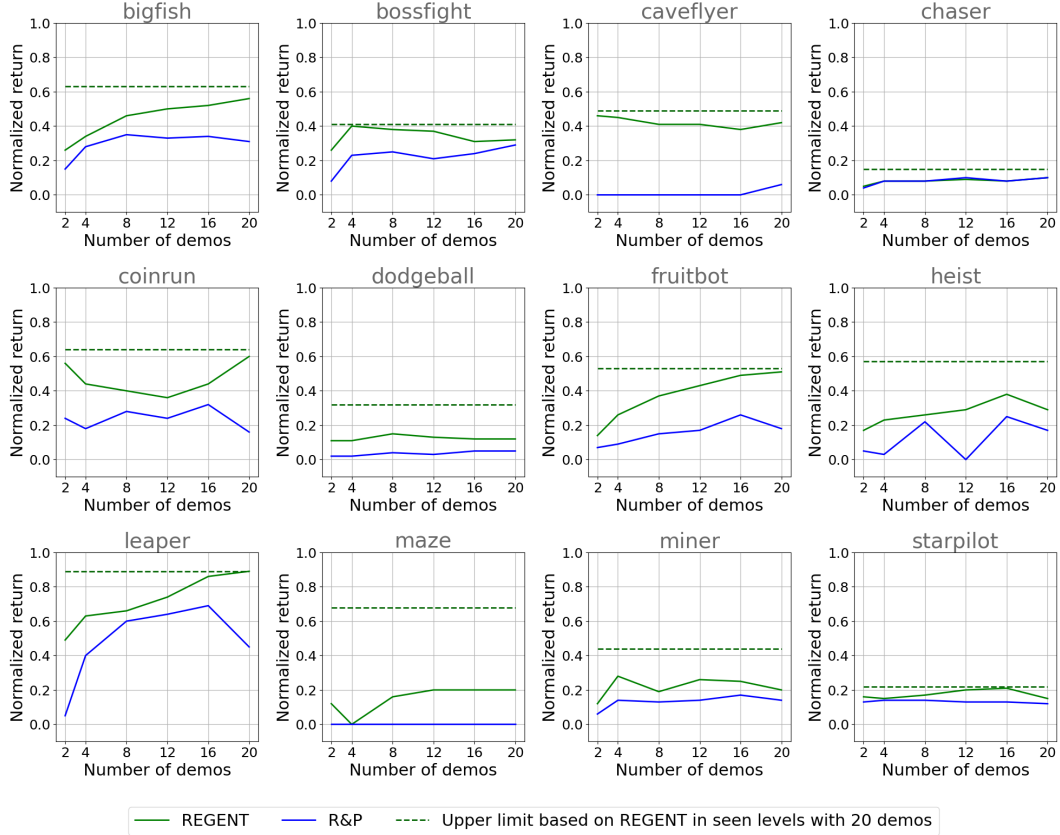 bigfish
bossfight
caveflyer
chaser
1.0
0.8
0.6
0.4
0.2
0.0
Normalized return
2 4 8 12 16 20
Number of demos
1.0
0.8
0.6
0.4
0.2
0.0
Normalized return
2 4 8 12 16 20
Number of demos
1.0
0.8
0.6
0.4
0.2
0.0
Normalized return
2 4 8 12 16 20
Number of demos
1.0
0.8
0.6
0.4
0.2
0.0
Normalized return
2 4 8 12 16 20
Number of demos
coinrun
dodgeball
fruitbot
heist
1.0
0.8
0.6
0.4
0.2
0.0
Normalized return
2 4 8 12 16 20
Number of demos
1.0
0.8
0.6
0.4
0.2
0.0
Normalized return
2 4 8 12 16 20
Number of demos
1.0
0.8
0.6
0.4
0.2
0.0
Normalized return
2 4 8 12 16 20
Number of demos
1.0
0.8
0.6
0.4
0.2
0.0
Normalized return
2 4 8 12 16 20
Number of demos
leaper
maze
miner
starpilot
1.0
0.8
0.6
0.4
0.2
0.0
Normalized return
2 4 8 12 16 20
Number of demos
1.0
0.8
0.6
0.4
0.2
0.0
Normalized return
2 4 8 12 16 20
Number of demos
1.0
0.8
0.6
0.4
0.2
0.0
Normalized return
2 4 8 12 16 20
Number of demos
1.0
0.8
0.6
0.4
0.2
0.0
Normalized return
2 4 8 12 16 20
Number of demos
REGENT
R&P
Upper limit based on REGENT in seen levels with 20 demos